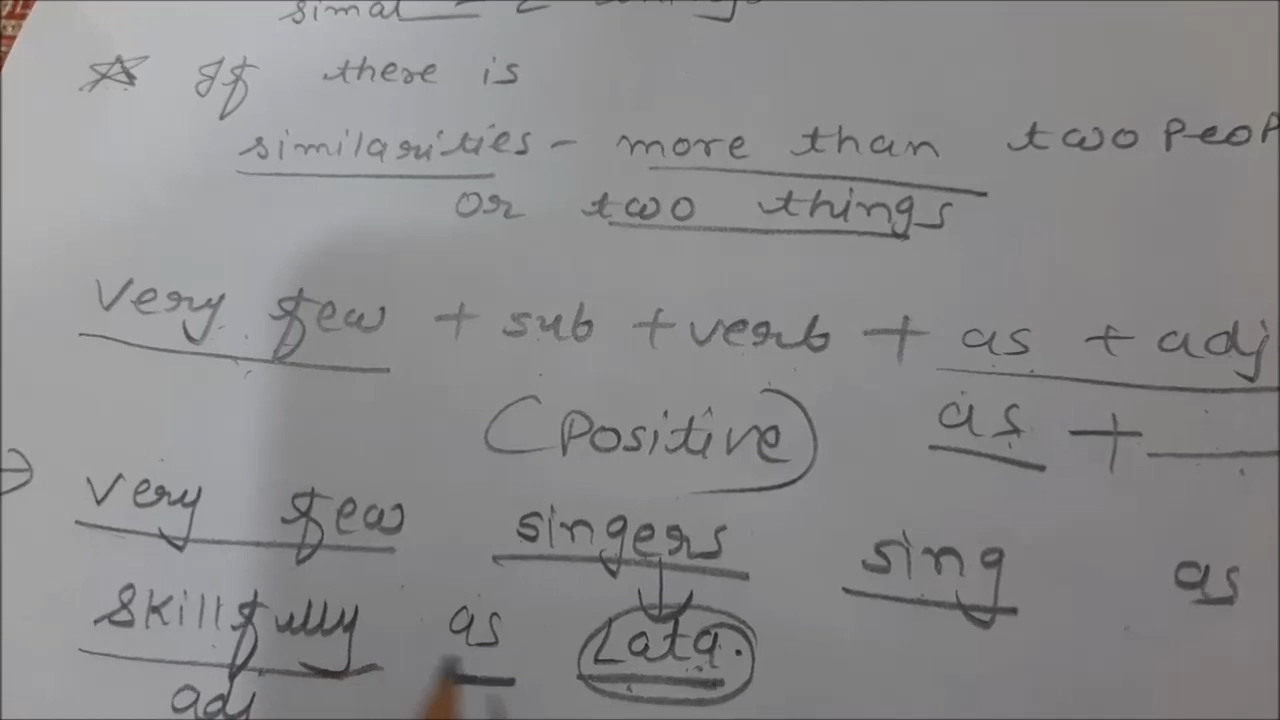 If there is
similarities - more than two peop
or two things
very few + sub + verb + as + adj
(Positive) as +
very few singers sing as
skillfully as Lata.
adj